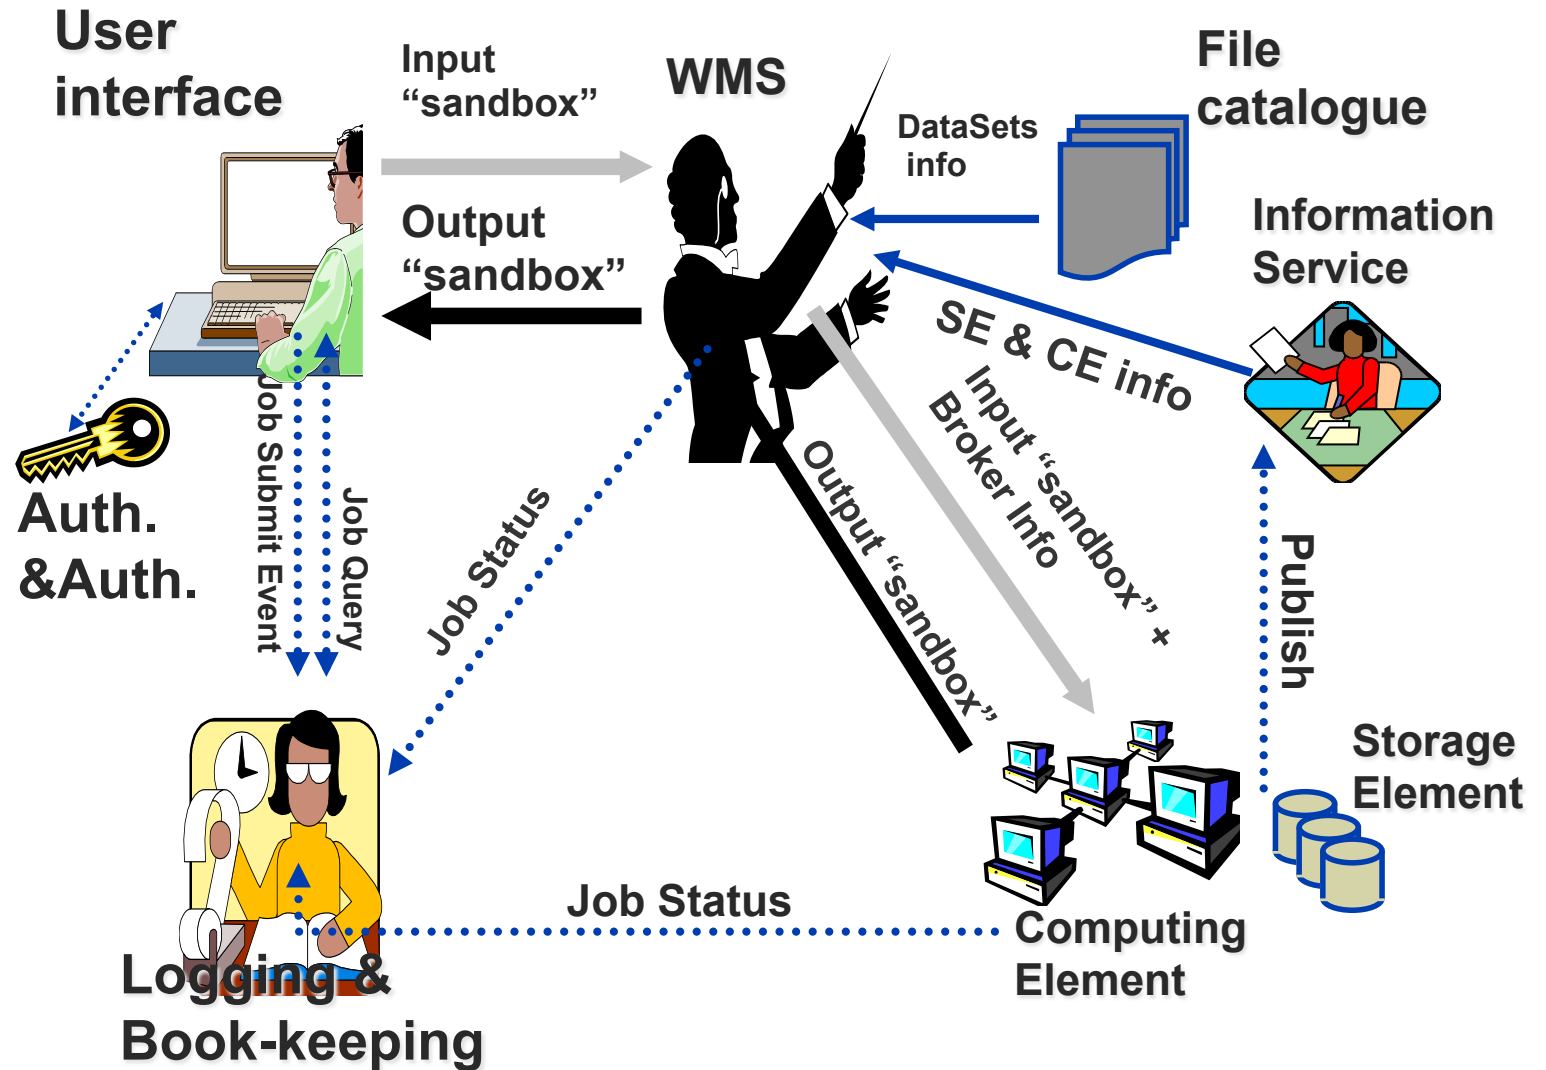 User
interface
Input
“sandbox”
WMS
File
catalogue
DataSets
info
Output
“sandbox”
Information
Service
SE & CE info
Input “sandbox” +
Broker Info
Output “sandbox”
Job Submit Event
Job Query
Job Status
Auth.
&Auth.
Publish
Storage
Element
Job Status
Computing
Element
Logging &
Book-keeping